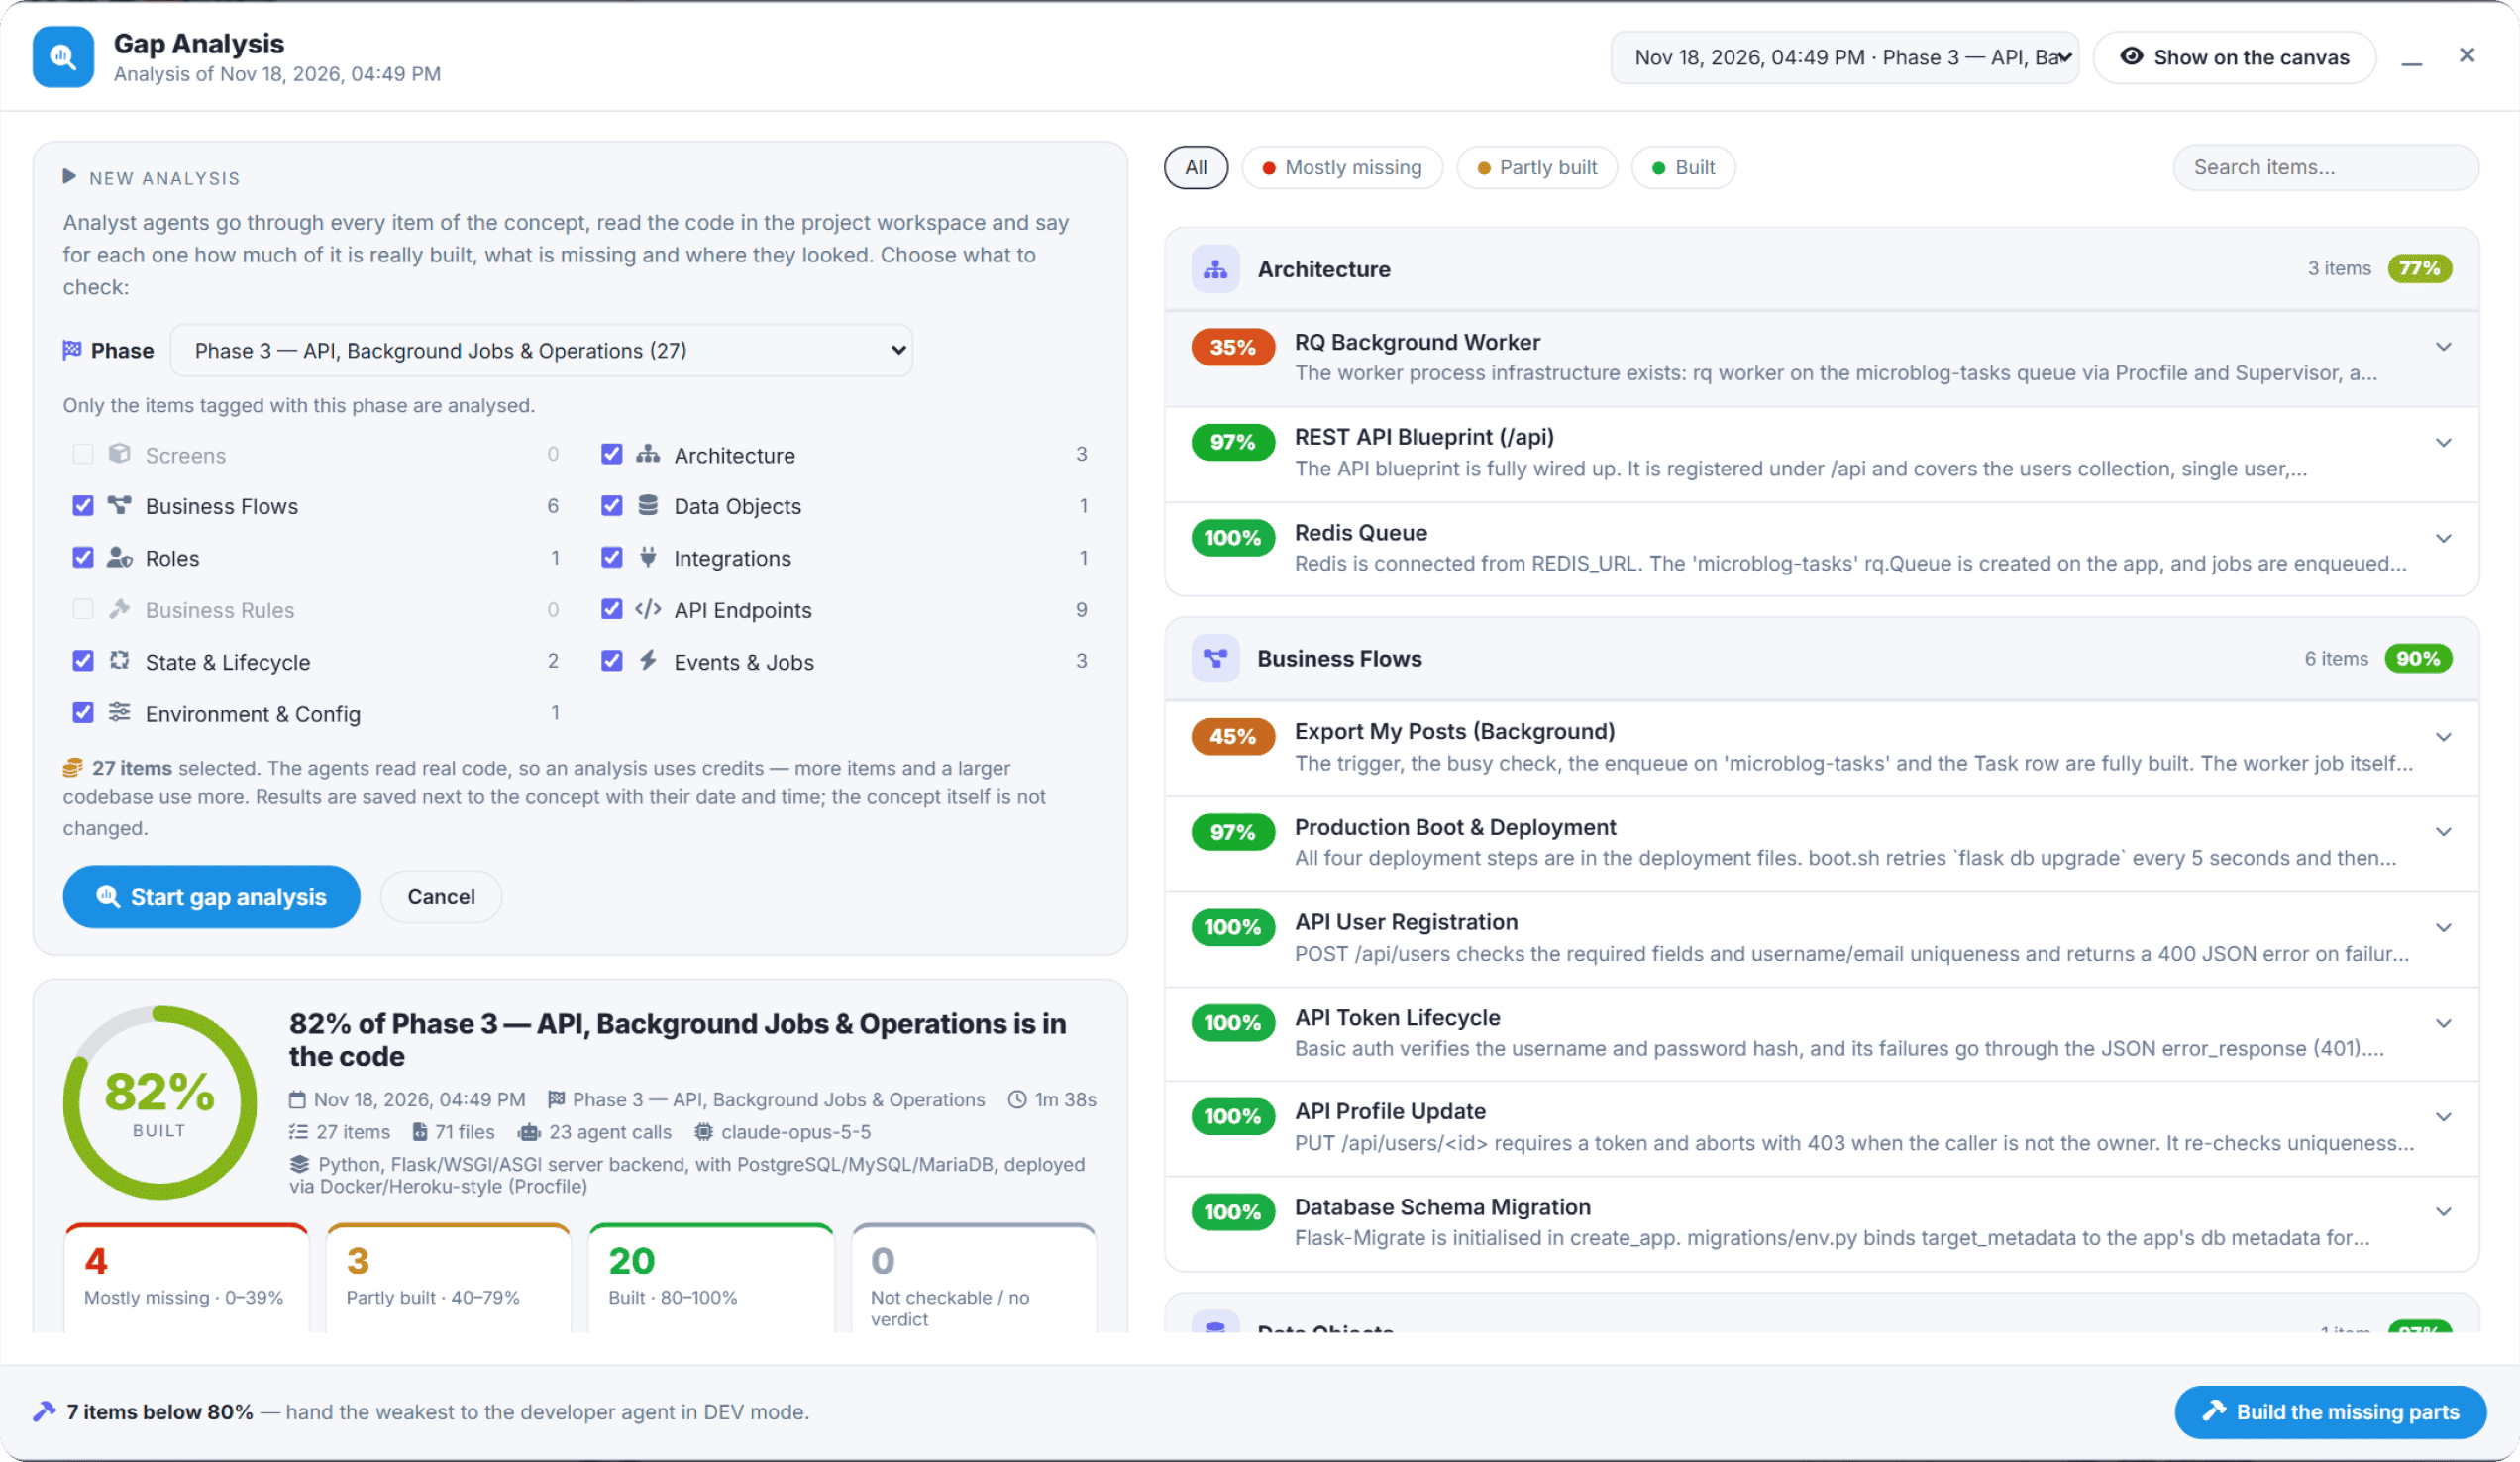 Gap Analysis
Analysis of Nov 18, 2026, 04:49 PM
Nov 18, 2026, 04:49 PM · Phase 3 — API, Ba
Show on the canvas
NEW ANALYSIS
Analyst agents go through every item of the concept, read the code in the project workspace and say
for each one how much of it is really built, what is missing and where they looked. Choose what to
check:
Phase
Phase 3 — API, Background Jobs & Operations (27)
Only the items tagged with this phase are analysed.
Screens 0
Architecture 3
Business Flows 6
Data Objects 1
Roles 1
Integrations 1
Business Rules 0
API Endpoints 9
State & Lifecycle 2
Events & Jobs 3
Environment & Config 1
27 items selected. The agents read real code, so an analysis uses credits — more items and a larger
codebase use more. Results are saved next to the concept with their date and time; the concept itself is not
changed.
Start gap analysis
Cancel
82%
BUILT
82% of Phase 3 — API, Background Jobs & Operations is in
the code
Nov 18, 2026, 04:49 PM Phase 3 — API, Background Jobs & Operations 1m 38s
27 items 71 files 23 agent calls claude-opus-5-5
Python, Flask/WSGI/ASGI server backend, with PostgreSQL/MySQL/MariaDB, deployed
via Docker/Heroku-style (Procfile)
4
Mostly missing · 0–39%
3
Partly built · 40–79%
20
Built · 80–100%
0
Not checkable / no
verdict
All
Mostly missing
Partly built
Built
Search items...
Architecture
3 items 77%
35%
RQ Background Worker
The worker process infrastructure exists: rq worker on the microblog-tasks queue via Procfile and Supervisor, a...
97%
REST API Blueprint (/api)
The API blueprint is fully wired up. It is registered under /api and covers the users collection, single user,...
100%
Redis Queue
Redis is connected from REDIS_URL. The 'microblog-tasks' rq.Queue is created on the app, and jobs are enqueued...
Business Flows
6 items 90%
45%
Export My Posts (Background)
The trigger, the busy check, the enqueue on 'microblog-tasks' and the Task row are fully built. The worker job itself...
97%
Production Boot & Deployment
All four deployment steps are in the deployment files. boot.sh retries `flask db upgrade` every 5 seconds and then...
100%
API User Registration
POST /api/users checks the required fields and username/email uniqueness and returns a 400 JSON error on failur...
100%
API Token Lifecycle
Basic auth verifies the username and password hash, and its failures go through the JSON error_response (401)....
100%
API Profile Update
PUT /api/users/<id> requires a token and aborts with 403 when the caller is not the owner. It re-checks uniqueness...
100%
Database Schema Migration
Flask-Migrate is initialised in create_app. migrations/env.py binds target_metadata to the app's db metadata for...
Data Objects
1 item 97%
7 items below 80% — hand the weakest to the developer agent in DEV mode.
Build the missing parts